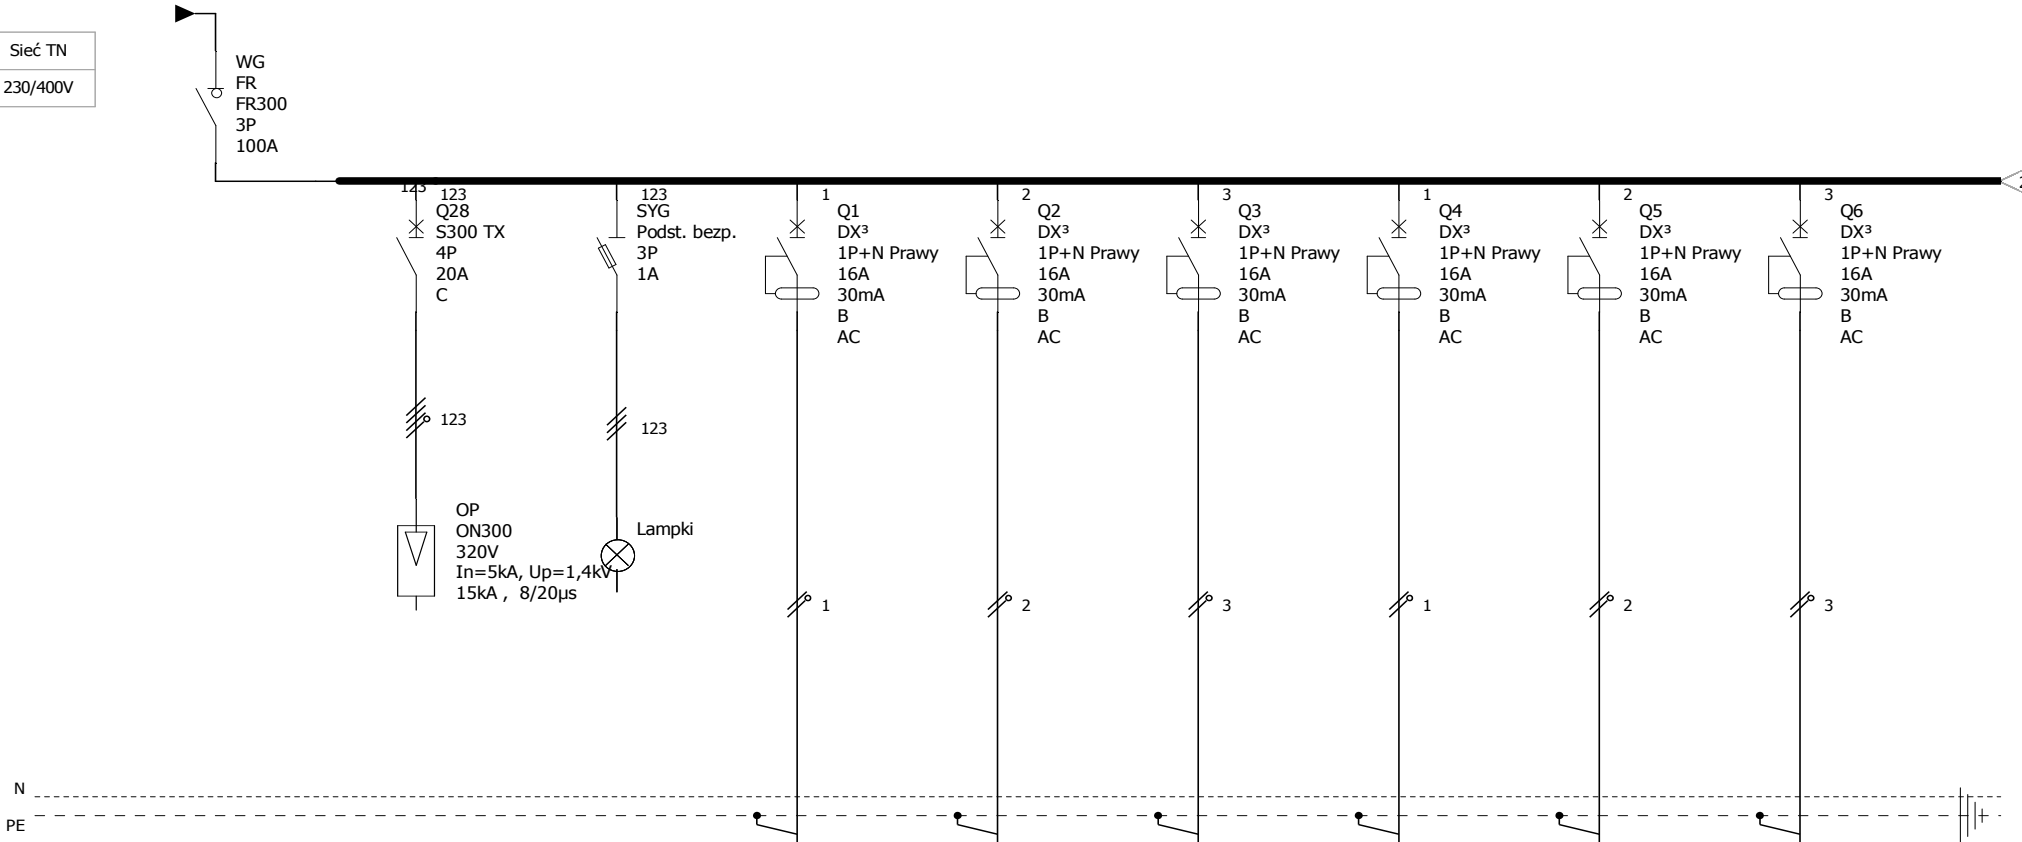 Sieć TN
230/400V
WG
FR
FR300
3P
100A
123
123
Q28
S300 TX
4P
20A
C
123
SYG
Podst. bezp.
3P
1A
1
Q1
DX³
1P+N Prawy
16A
30mA
B
AC
2
Q2
DX³
1P+N Prawy
16A
30mA
B
AC
3
Q3
DX³
1P+N Prawy
16A
30mA
B
AC
1
Q4
DX³
1P+N Prawy
16A
30mA
B
AC
2
Q5
DX³
1P+N Prawy
16A
30mA
B
AC
3
Q6
DX³
1P+N Prawy
16A
30mA
B
AC
123
123
OP
ON300
320V
In=5kA, Up=1,4kV
15kA , 8/20µs
Lampki
1
2
3
1
2
3
N
PE